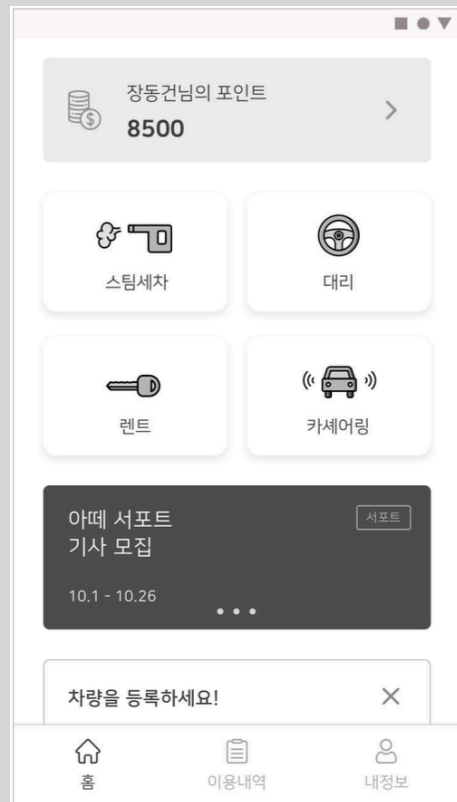 장동건님의 포인트
8500
스팀세차
대리
렌트
카셰어링
아떼 서포트
기사 모집
서포트
10.1 - 10.26
차량을 등록하세요!
홈
이용내역
내정보